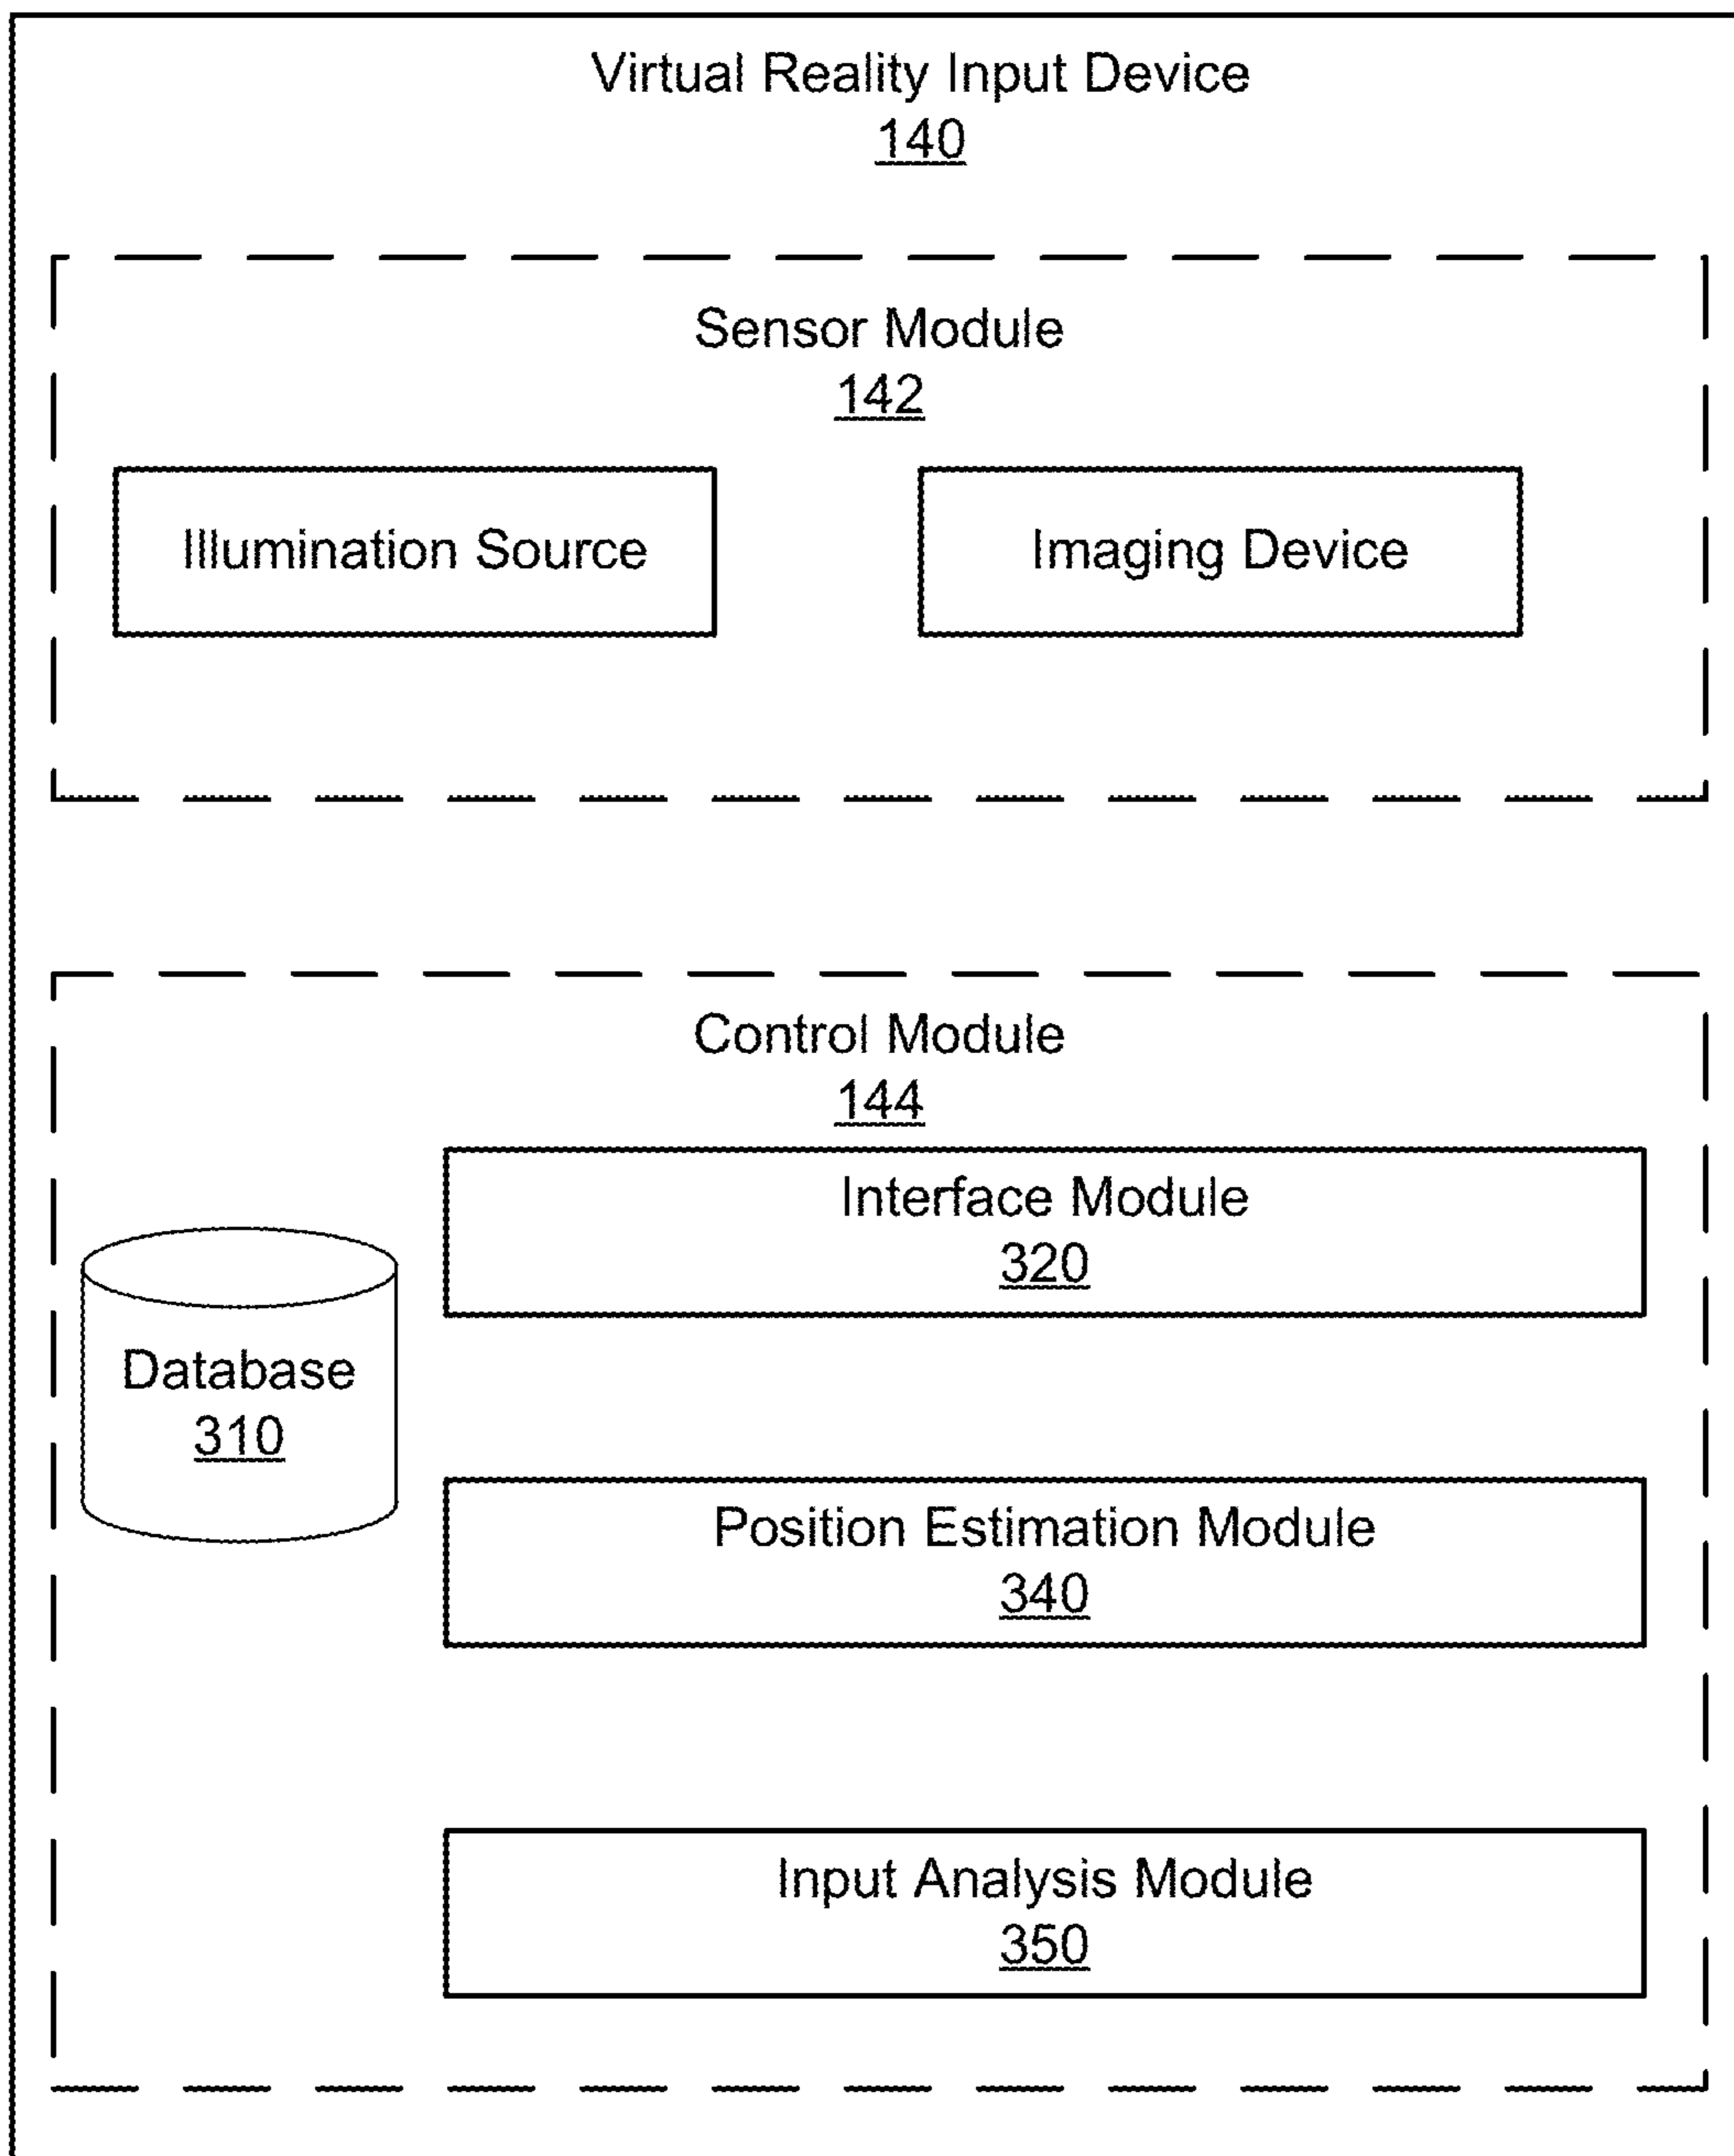 Virtual Reality Input Device
140
Sensor Module
142
Illumination Source
Imaging Device
Control Module
144
Interface Module
320
Database
310
Position Estimation Module
340
Input Analysis Module
350